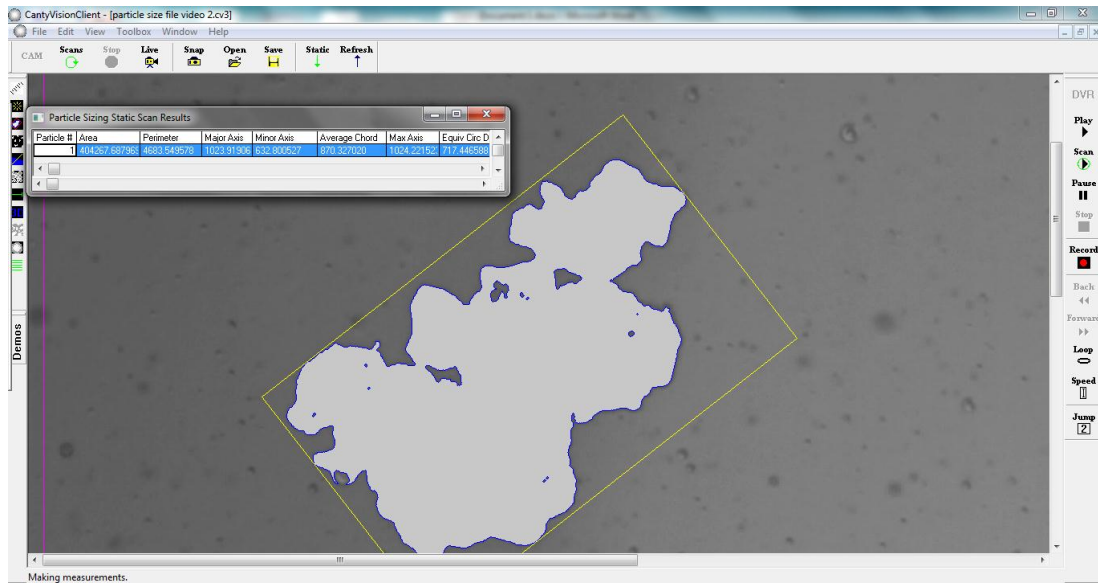 CantyVisionClient - [particle size file video 2.cv3]
File Edit View Toolbox Window Help
CAM Scans Stop Live Snap Open Save Static Refresh
Particle Sizing Static Scan Results
Particle # Area Perimeter Major Axis Minor Axis Average Chord Max Axis Equiv Circ D
1 404267.68796 4683.549578 1023.91906 632.800527 870.327020 1024.22152 717.446588
Demos
DVR
Play
Scan
Pause
Stop
Record
Back
Forward
Loop
Speed
Jump
2
Making measurements.